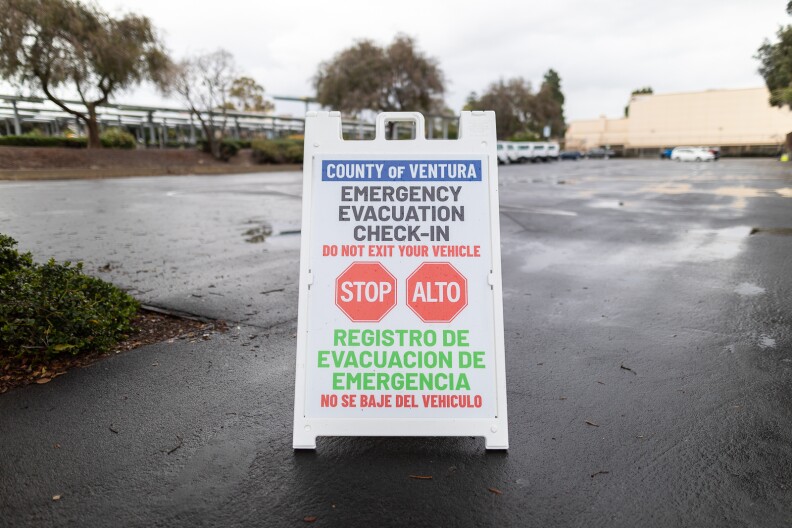 COUNTY OF VENTURA
EMERGENCY
EVACUATION
CHECK-IN
DO NOT EXIT YOUR VEHICLE
STOP ALTO
REGISTRO DE
EVACUACION DE
EMERGENCIA
NO SE BAJE DEL VEHICULO